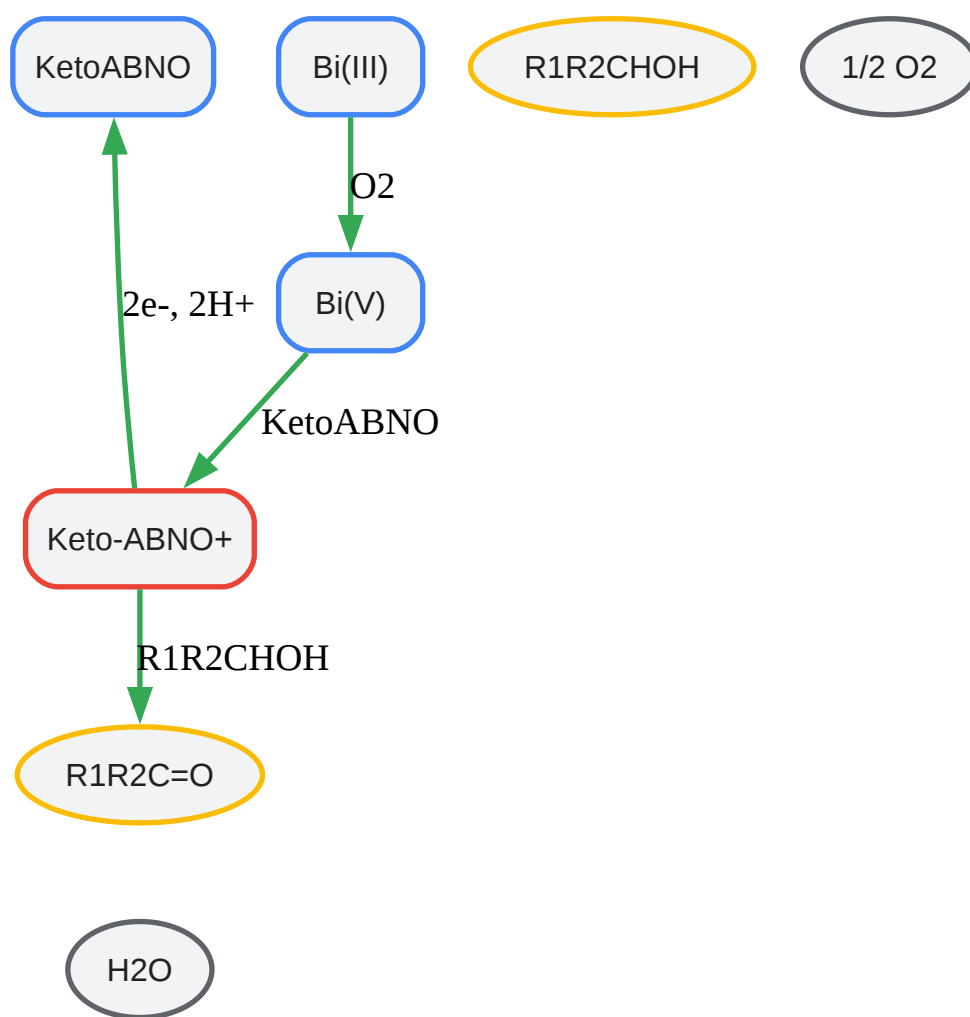 KetoABNO
Bi(III)
R1R2CHOH
1/2 O2
O2
2e-, 2H+
Bi(V)
KetoABNO
Keto-ABNO+
R1R2CHOH
R1R2C=O
H2O